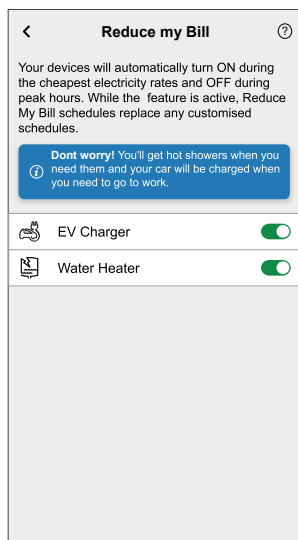 Reduce my Bill
Your devices will automatically turn ON during
the cheapest electricity rates and OFF during
peak hours. While the feature is active, Reduce
My Bill schedules replace any customised
schedules.
Dont worry! You'll get hot showers when you
need them and your car will be charged when
you need to go to work.
EV Charger
Water Heater